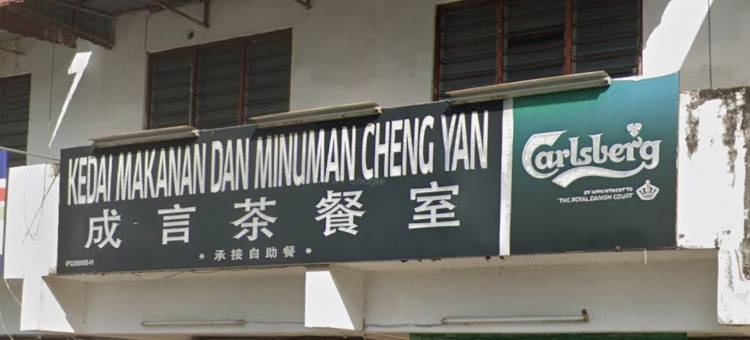 KEDAI MAKANAN DAN MINUMAN CHENG YAN
成言茶餐室
* 承接自助餐 *
Carlsberg
BY APPOINTMENT TO
THE ROYAL DANISH COURT